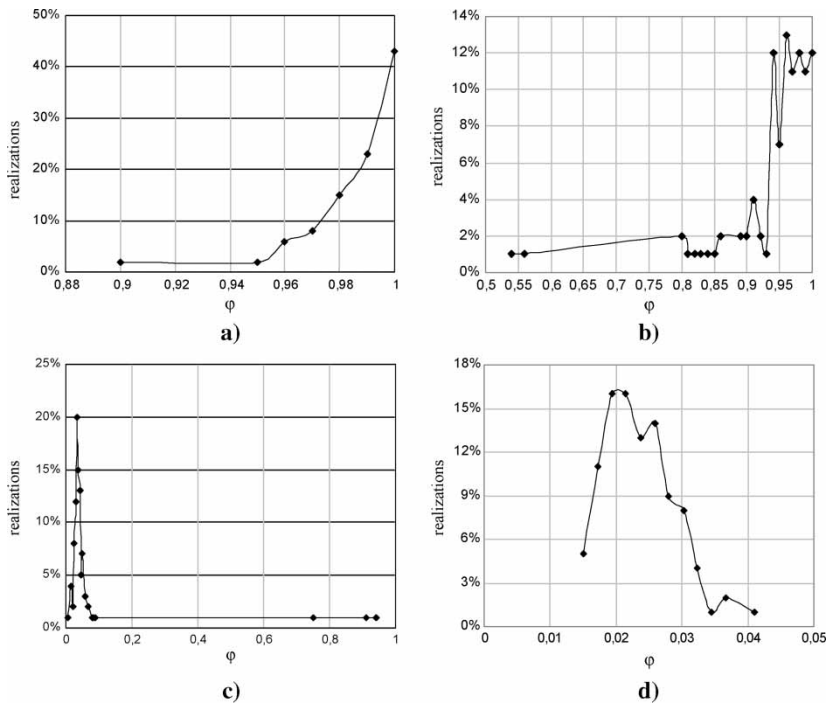 50%
40%
30%
20%
10%
0%
realizations
0,88 0,9 0,92 0,94 0,96 0,98 1
φ
a)
14%
12%
10%
8%
6%
4%
2%
0%
realizations
0,5 0,55 0,6 0,65 0,7 0,75 0,8 0,85 0,9 0,95 1
φ
b)
25%
20%
15%
10%
5%
0%
realizations
0 0,2 0,4 0,6 0,8 1
φ
c)
18%
15%
12%
9%
6%
3%
0%
realizations
0 0,01 0,02 0,03 0,04 0,05
φ
d)